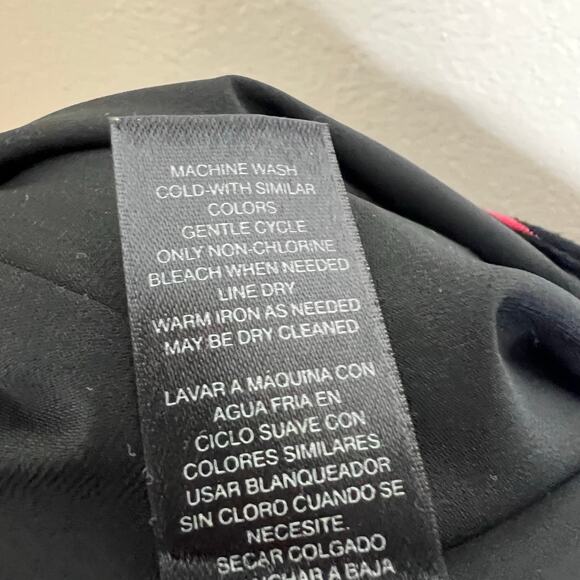 MACHINE WASH
COLD-WITH SIMILAR
COLORS
GENTLE CYCLE
ONLY NON-CHLORINE
BLEACH WHEN NEEDED
LINE DRY
WARM IRON AS NEEDED
MAY BE DRY CLEANED
LAVAR A MÁQUINA CON
AGUA FRIA EN
CICLO SUAVE CON
COLORES SIMILARES
USAR BLANQUEADOR
SIN CLORO CUANDO SE
NECESITE.
SECAR COLGADO
A BAJA